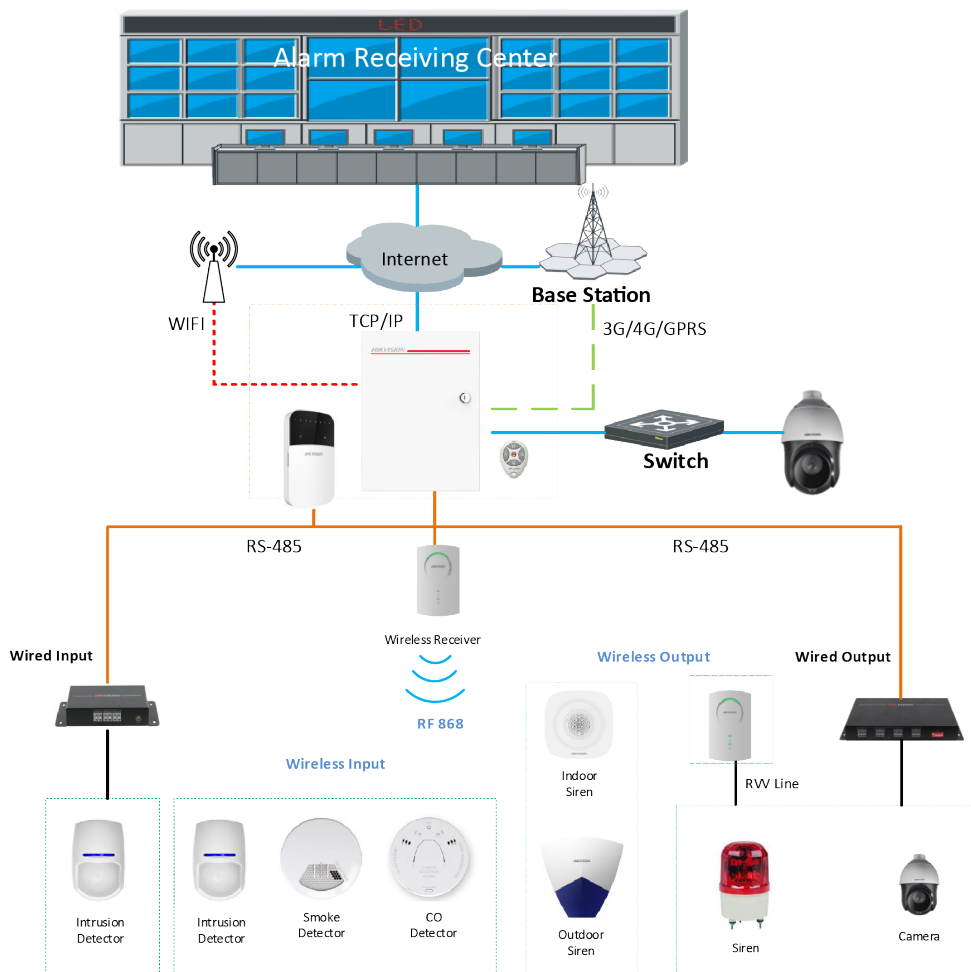 LED
Alarm Receiving Center
Internet
Base Station
WIFI
TCP/IP
3G/4G/GPRS
HIKVISION
Switch
RS-485
RS-485
Wireless Receiver
Wired Input
Wireless Output
Wired Output
RF 868
Wireless Input
Indoor
Siren
RVV Line
Intrusion
Detector
Intrusion
Detector
Smoke
Detector
CO
Detector
Outdoor
Siren
Siren
Camera